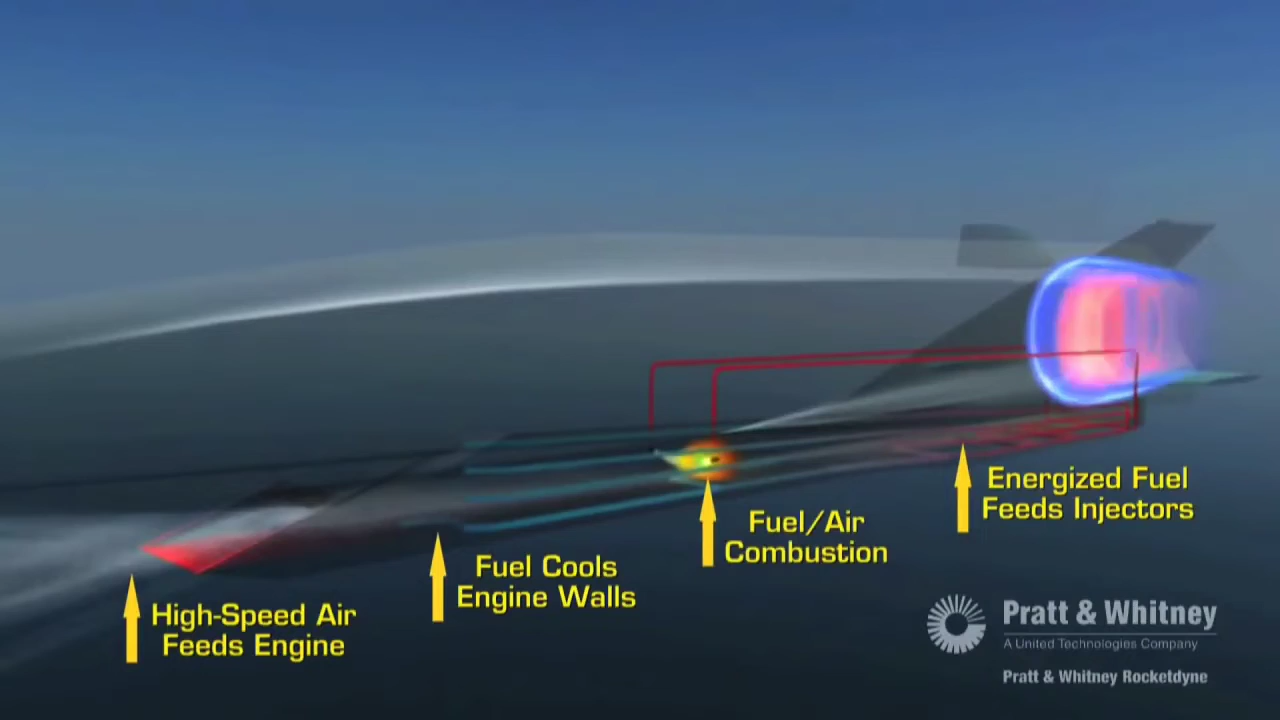 High-Speed Air
Feeds Engine
Fuel Cools
Engine Walls
Fuel/Air
Combustion
Energized Fuel
Feeds Injectors
Pratt & Whitney
A United Technologies Company
Pratt & Whitney Rocketdyne